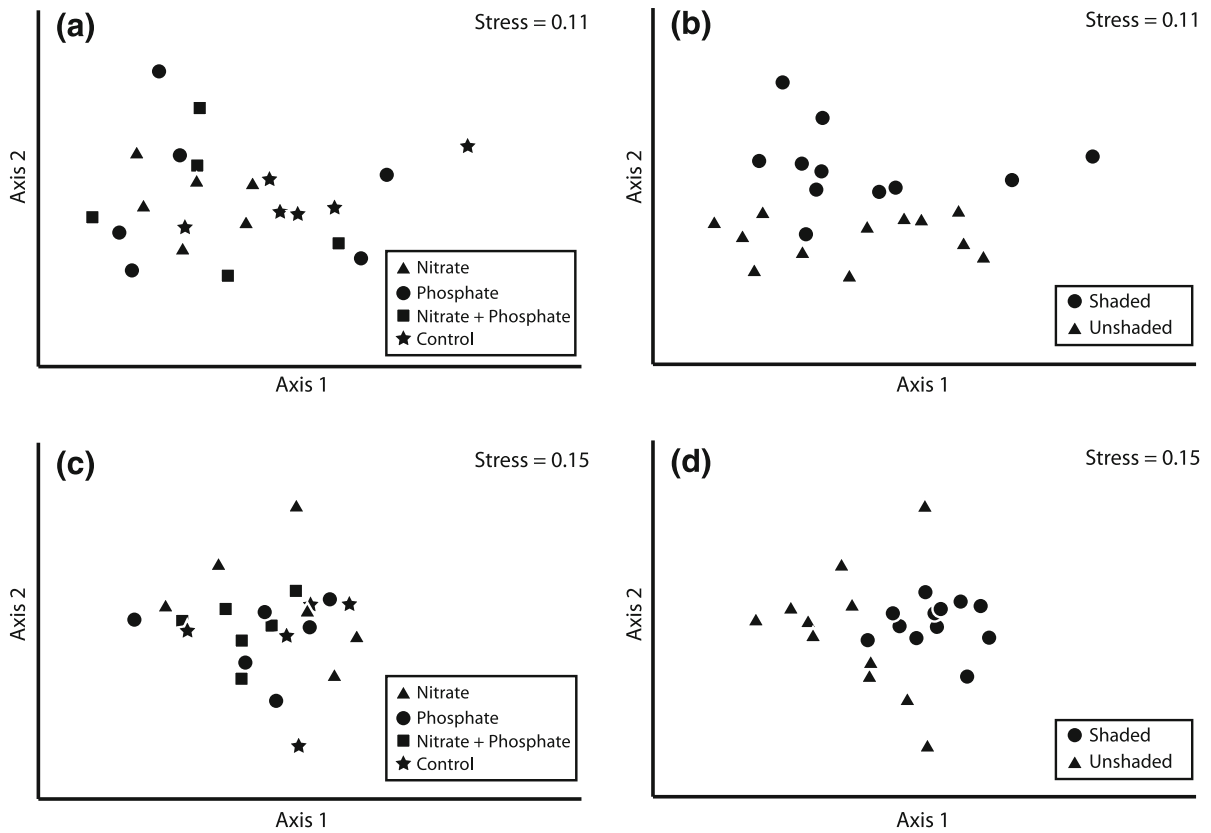 (a)
Stress = 0.11
Axis 2
Nitrate
Phosphate
Nitrate + Phosphate
Control
Axis 1
(b)
Stress = 0.11
Axis 2
Shaded
Unshaded
Axis 1
(c)
Stress = 0.15
Axis 2
Nitrate
Phosphate
Nitrate + Phosphate
Control
Axis 1
(d)
Stress = 0.15
Axis 2
Shaded
Unshaded
Axis 1